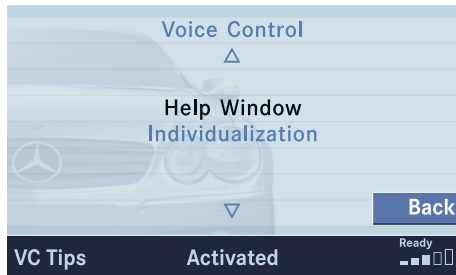 Voice Control
Help Window
Individualization
Back
VC Tips
Activated
Ready